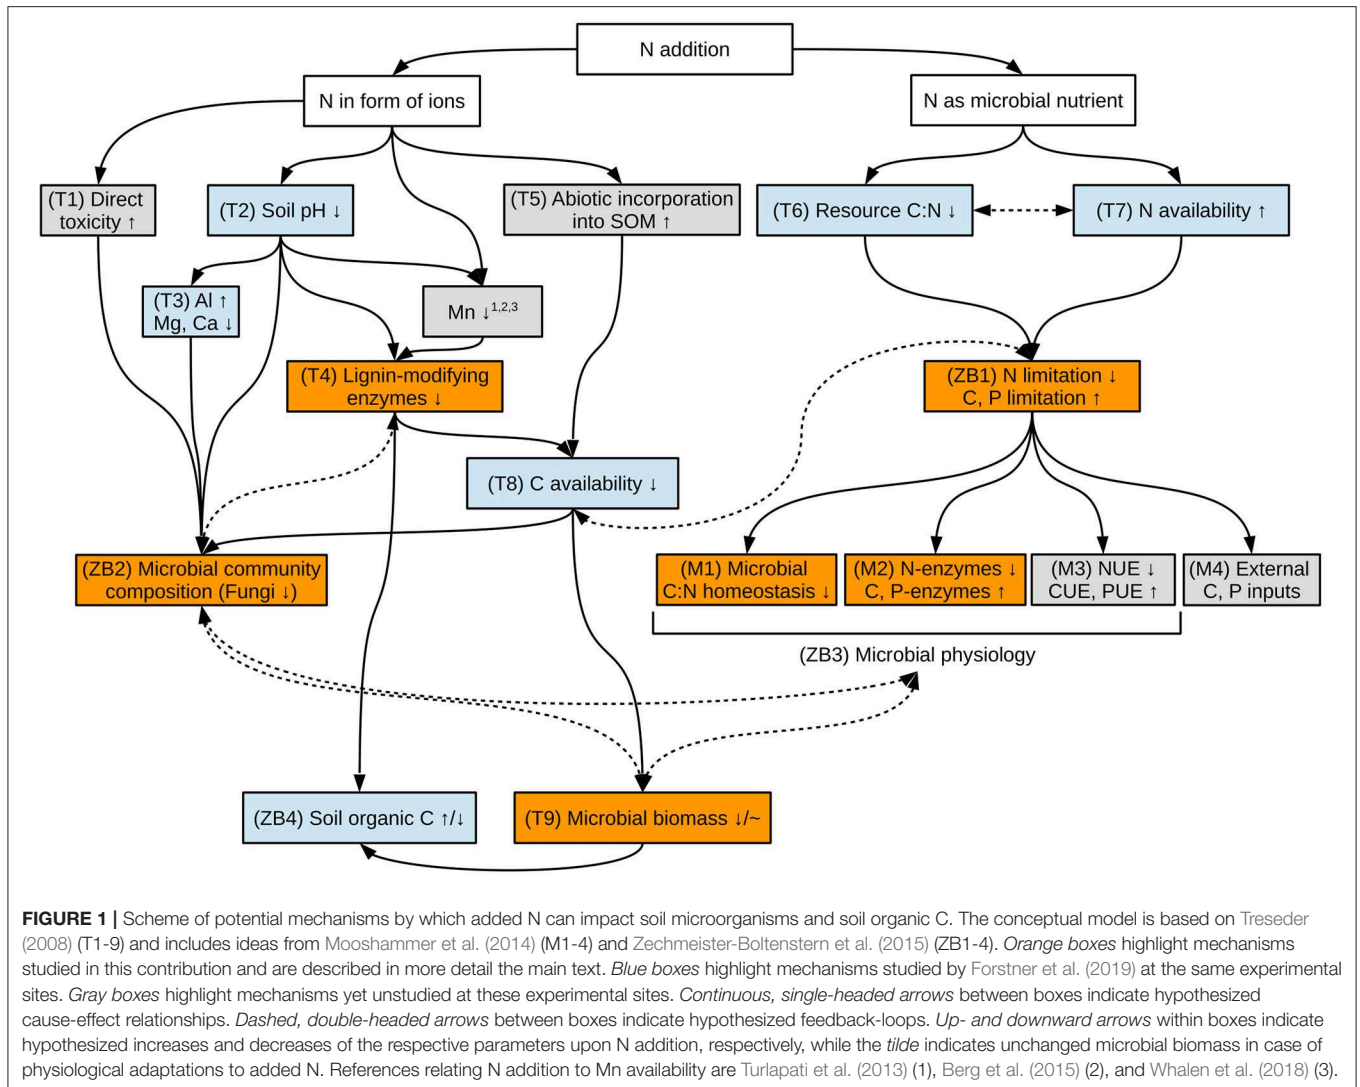 N addition
N in form of ions
N as microbial nutrient
(T1) Direct
toxicity ↑
(T2) Soil pH ↓
(T5) Abiotic incorporation
into SOM ↑
(T6) Resource C:N ↓
(T7) N availability ↑
(T3) Al ↑
Mg, Ca ↓
Mn ↓1,2,3
(T4) Lignin-modifying
enzymes ↓
(ZB1) N limitation ↓
C, P limitation ↑
(T8) C availability ↓
(ZB2) Microbial community
composition (Fungi ↓)
(M1) Microbial
C:N homeostasis ↓
(M2) N-enzymes ↓
C, P-enzymes ↑
(M3) NUE ↓
CUE, PUE ↑
(M4) External
C, P inputs
(ZB3) Microbial physiology
(ZB4) Soil organic C ↑/↓
(T9) Microbial biomass ↓/~
FIGURE 1 | Scheme of potential mechanisms by which added N can impact soil microorganisms and soil organic C. The conceptual model is based on Treseder
(2008) (T1-9) and includes ideas from Mooshammer et al. (2014) (M1-4) and Zechmeister-Boltenstern et al. (2015) (ZB1-4). Orange boxes highlight mechanisms
studied in this contribution and are described in more detail the main text. Blue boxes highlight mechanisms studied by Forstner et al. (2019) at the same experimental
sites. Gray boxes highlight mechanisms yet unstudied at these experimental sites. Continuous, single-headed arrows between boxes indicate hypothesized
cause-effect relationships. Dashed, double-headed arrows between boxes indicate hypothesized feedback-loops. Up- and downward arrows within boxes indicate
hypothesized increases and decreases of the respective parameters upon N addition, respectively, while the tilde indicates unchanged microbial biomass in case of
physiological adaptations to added N. References relating N addition to Mn availability are Turlapati et al. (2013) (1), Berg et al. (2015) (2), and Whalen et al. (2018) (3).